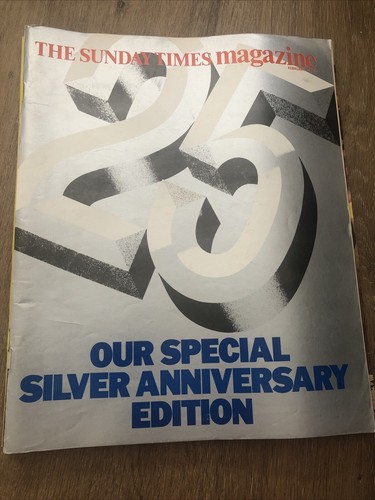 THE SUNDAY TIMES magazine
25
OUR SPECIAL
SILVER ANNIVERSARY
EDITION